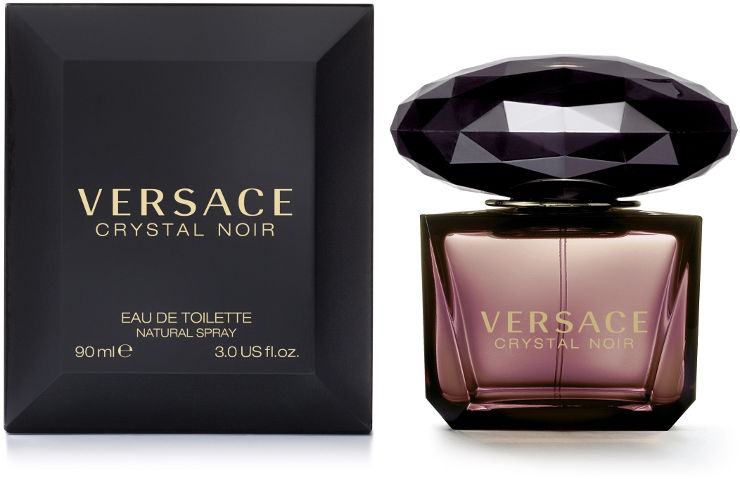 VERSACE
CRYSTAL NOIR
EAU DE TOILETTE
NATURAL SPRAY
90 ml ℮ 3.0 US fl.oz.
VERSACE
CRYSTAL NOIR